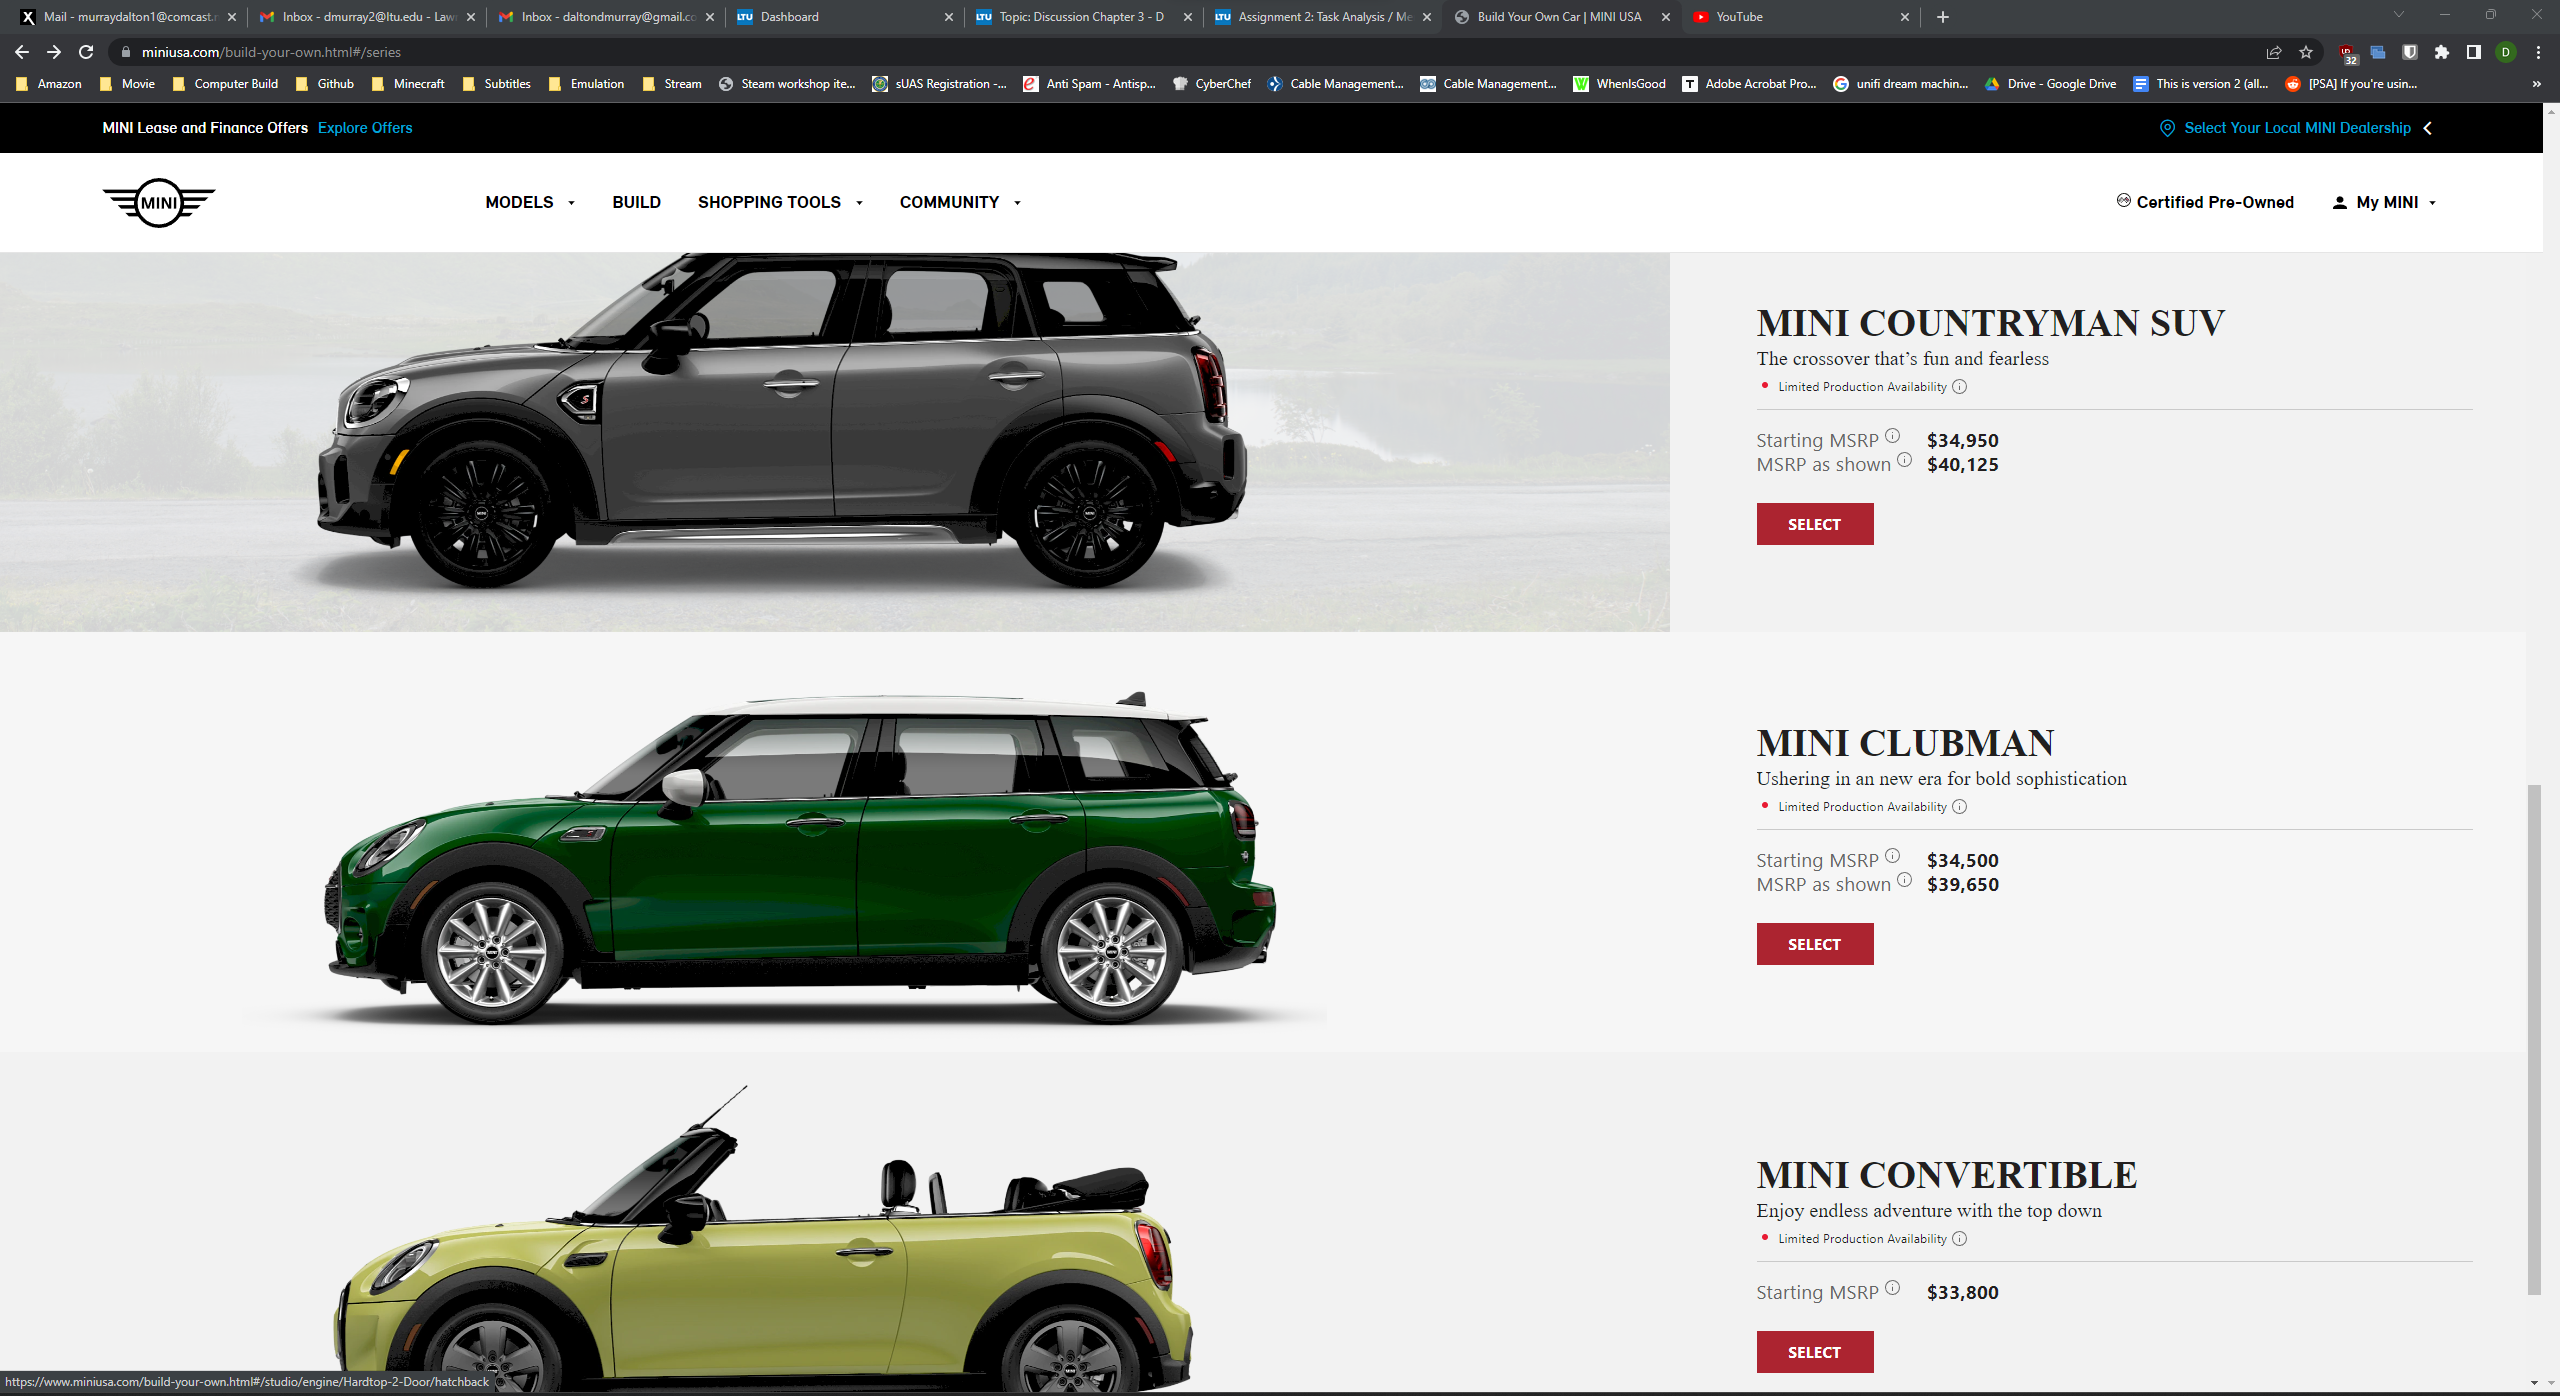 Mail - murraydalton1@comcast.n
Inbox - dmurray2@ltu.edu - Law
Inbox - daltondmurray@gmail.co
LTU Dashboard
LTU Topic: Discussion Chapter 3 - D
LTU Assignment 2: Task Analysis / Me
Build Your Own Car | MINI USA
YouTube
miniusa.com/build-your-own.html#/series
32
D
Amazon
Movie
Computer Build
Github
Minecraft
Subtitles
Emulation
Stream
Steam workshop ite...
sUAS Registration -...
Anti Spam - Antisp...
CyberChef
Cable Management...
Cable Management...
WhenIsGood
Adobe Acrobat Pro...
unifi dream machin...
Drive - Google Drive
This is version 2 (all...
[PSA] If you're usin...
MINI Lease and Finance Offers Explore Offers
Select Your Local MINI Dealership
MINI
MODELS
BUILD
SHOPPING TOOLS
COMMUNITY
Certified Pre-Owned
My MINI
MINI COUNTRYMAN SUV
The crossover that’s fun and fearless
Limited Production Availability
Starting MSRP $34,950
MSRP as shown $40,125
SELECT
MINI CLUBMAN
Ushering in an new era for bold sophistication
Limited Production Availability
Starting MSRP $34,500
MSRP as shown $39,650
SELECT
MINI CONVERTIBLE
Enjoy endless adventure with the top down
Limited Production Availability
Starting MSRP $33,800
SELECT
https://www.miniusa.com/build-your-own.html#/studio/engine/Hardtop-2-Door/hatchback